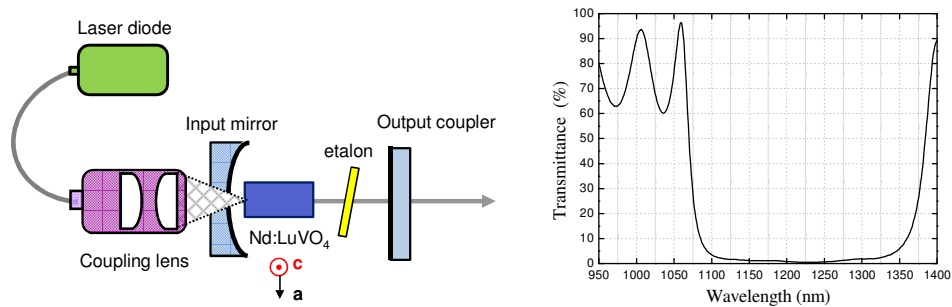 Laser diode
Input mirror
Output coupler
etalon
Nd:LuVO4
Coupling lens
c
a
Transmittance (%)
100
90
80
70
60
50
40
30
20
10
0
950 1000 1050 1100 1150 1200 1250 1300 1350 1400
Wavelength (nm)